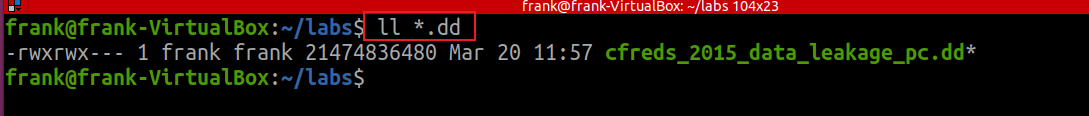 frank@frank-VirtualBox: ~/labs 104x23
frank@frank-VirtualBox:~/labs$ ll *.dd
-rwxrwx--- 1 frank frank 21474836480 Mar 20 11:57 cfreds_2015_data_leakage_pc.dd*
frank@frank-VirtualBox:~/labs$